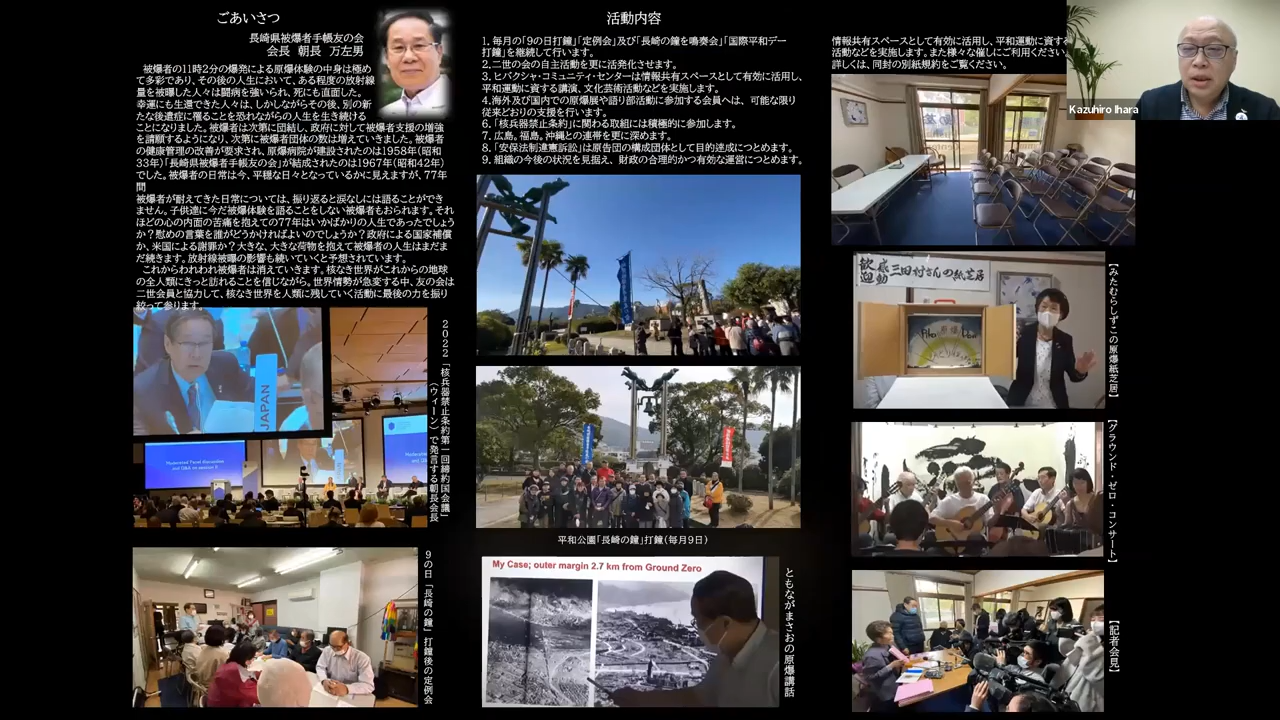 ごあいさつ
長崎県被爆者手帳友の会
会長 朝長 万左男
被爆者の11時2分の爆発による原爆体験の中身は極め
て多彩であり、その後の人生において、ある程度の放射線
量を被曝した人々は闘病を強いられ、死にも直面した。
幸運にも生還できた人々は、しかしながらその後、別の新
たな後遺症に罹ることを恐れながらの人生を生き続ける
ことになりました。被爆者は次第に団結し、政府に対して被爆者支援の増強
を請願するようになり、次第に被爆者団体の数は増えていきました。被爆者
の健康管理の改善が要求され、原爆病院が建設されたのは1958年(昭和
33年)「長崎県被爆者手帳友の会」が結成されたのは1967年(昭和42年)
でした。被爆者の日常は今、平穏な日々となっているかに見えますが、77年
間
被爆者が耐えてきた日常については、振り返ると涙なしには語ることができ
ません。子供達に今だ被爆体験を語ることをしない被爆者もおられます。それ
ほどの心の内面の苦痛を抱えての77年はいかばかりの人生であったでしょう
か?慰めの言葉を誰がどうかければよいのでしょうか?政府による国家補償
か、米国による謝罪か?大きな、大きな荷物を抱えて被爆者の人生はまだま
だ続きます。放射線被曝の影響も続いていくと予想されています。
これからわれわれ被爆者は消えていきます。核なき世界がこれからの地球
の全人類にきっと訪れることを信じながら。世界情勢が急変する中、友の会は
二世会員と協力して、核なき世界を人類に残していく活動に最後の力を振り
絞って参ります。
JAPAN
Moderated Panel discussion
and Q&A on session II
2022「核兵器禁止条約第一回締約国会議」
(ウィーン)で発言する朝長会長
9の日「長崎の鐘」打鐘後の定例会
活動内容
1, 毎月の「9の日打鐘」「定例会」及び「長崎の鐘を鳴奏会」「国際平和デー
打鐘」を継続して行います。
2,二世の会の自主活動を更に活発化させます。
3, ヒバクシャ・コミュニティ・センターは情報共有スペースとして有効に活用し、
平和運動に資する講演、文化芸術活動などを実施します。
4,海外及び国内での原爆展や語り部活動に参加する会員へは、可能な限り
従来どおりの支援を行います。
6,「核兵器禁止条約」に関わる取組には積極的に参加します。
7, 広島。福島。沖縄との連帯を更に深めます。
8,「安保法制違憲訴訟」は原告団の構成団体として目的達成につとめます。
9, 組織の今後の状況を見据え、財政の合理的かつ有効な運営につとめます。
平和公園「長崎の鐘」打鐘(毎月9日)
My Case; outer margin 2.7 km from Ground Zero
ともながまさおの原爆講話
情報共有スペースとして有効に活用し、平和運動に資する
活動などを実施します。また様々なご利用ください。
詳しくは、同封の別紙規約をご覧ください。
Kazuhiro Ihara
歓迎 感動 三田村さんの紙芝居
原爆
【みたむらしずこの原爆紙芝居】
【グラウンド・ゼロ・コンサート】
【記者会見】